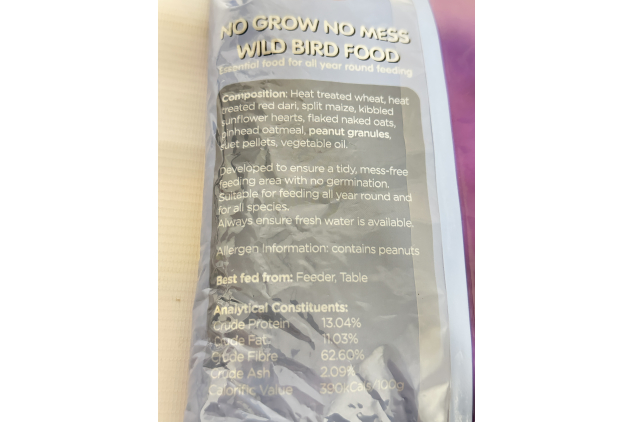 NO GROW NO MESS
WILD BIRD FOOD
Essential food for all year round feeding
Composition: Heat treated wheat, heat
treated red dari, split maize, kibbled
sunflower hearts, flaked naked oats,
pinhead oatmeal, peanut granules,
suet pellets, vegetable oil.
Developed to ensure a tidy, mess-free
feeding area with no germination.
Suitable for feeding all year round and
for all species.
Always ensure fresh water is available.
Allergen Information: contains peanuts
Best fed from: Feeder, Table
Analytical Constituents:
Crude Protein 13.04%
Crude Fat 11.03%
Crude Fibre 62.60%
Crude Ash 2.09%
Calorific Value 390kCals/100g